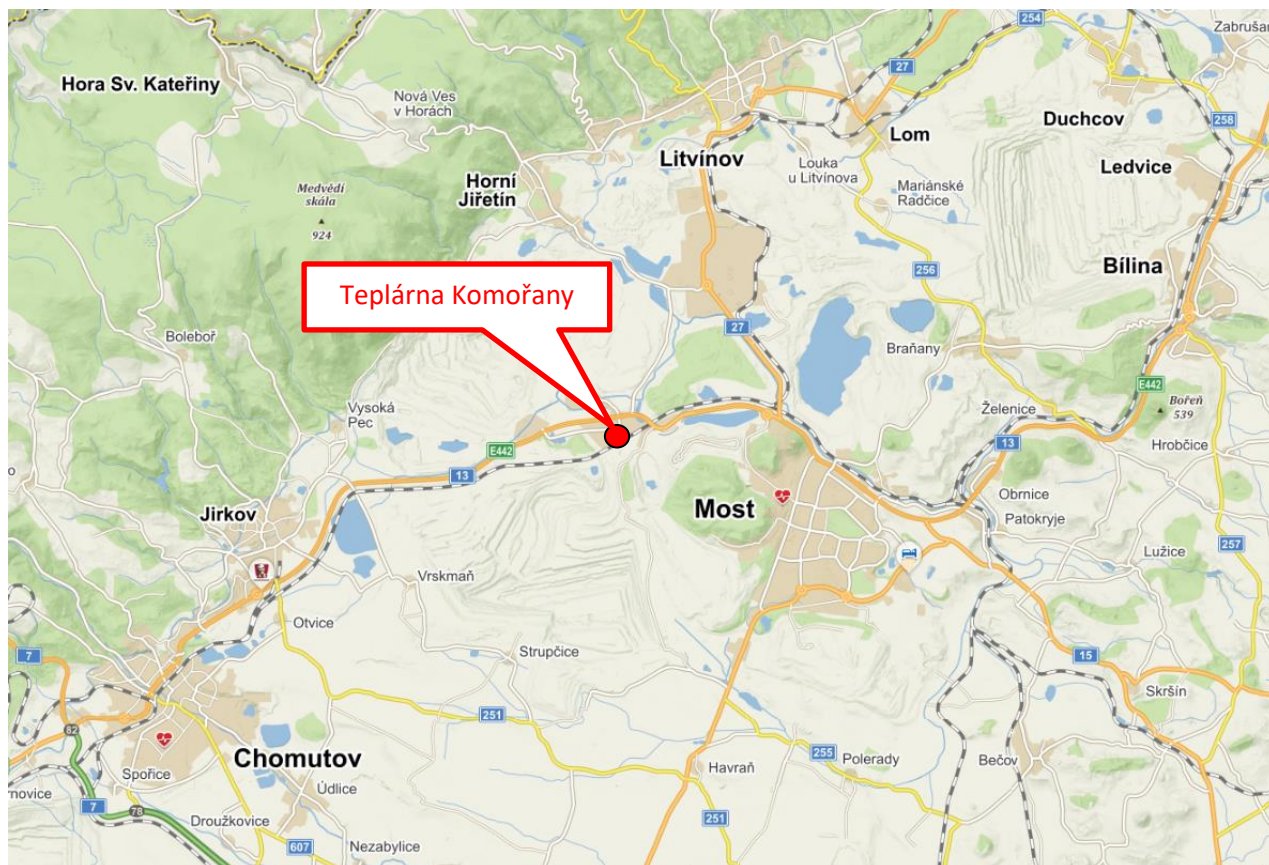 254
Zabrušan
Hora Sv. Kateřiny
27
Nová Ves
v Horách
Duchcov
258
Lom
Litvínov
Louka
u Litvínova
Ledvice
Horní
Jiřetín
Medvědí
skála
924
Mariánské
Radčice
256
Bílina
Teplárna Komořany
27
Boleboř
Braňany
E442
Bořeň
539
Vysoká
Pec
Želenice
E442
13
13
Hrobčice
Jirkov
Most
Obrnice
Patokryje
257
Lužice
Vrskmaň
Otvice
Strupčice
7
15
Skršín
251
82
255
Chomutov
Havraň
Polerady
Bečov
Spořice
Údlice
rnovice
7
78
Droužkovice
251
607
Nezabylice